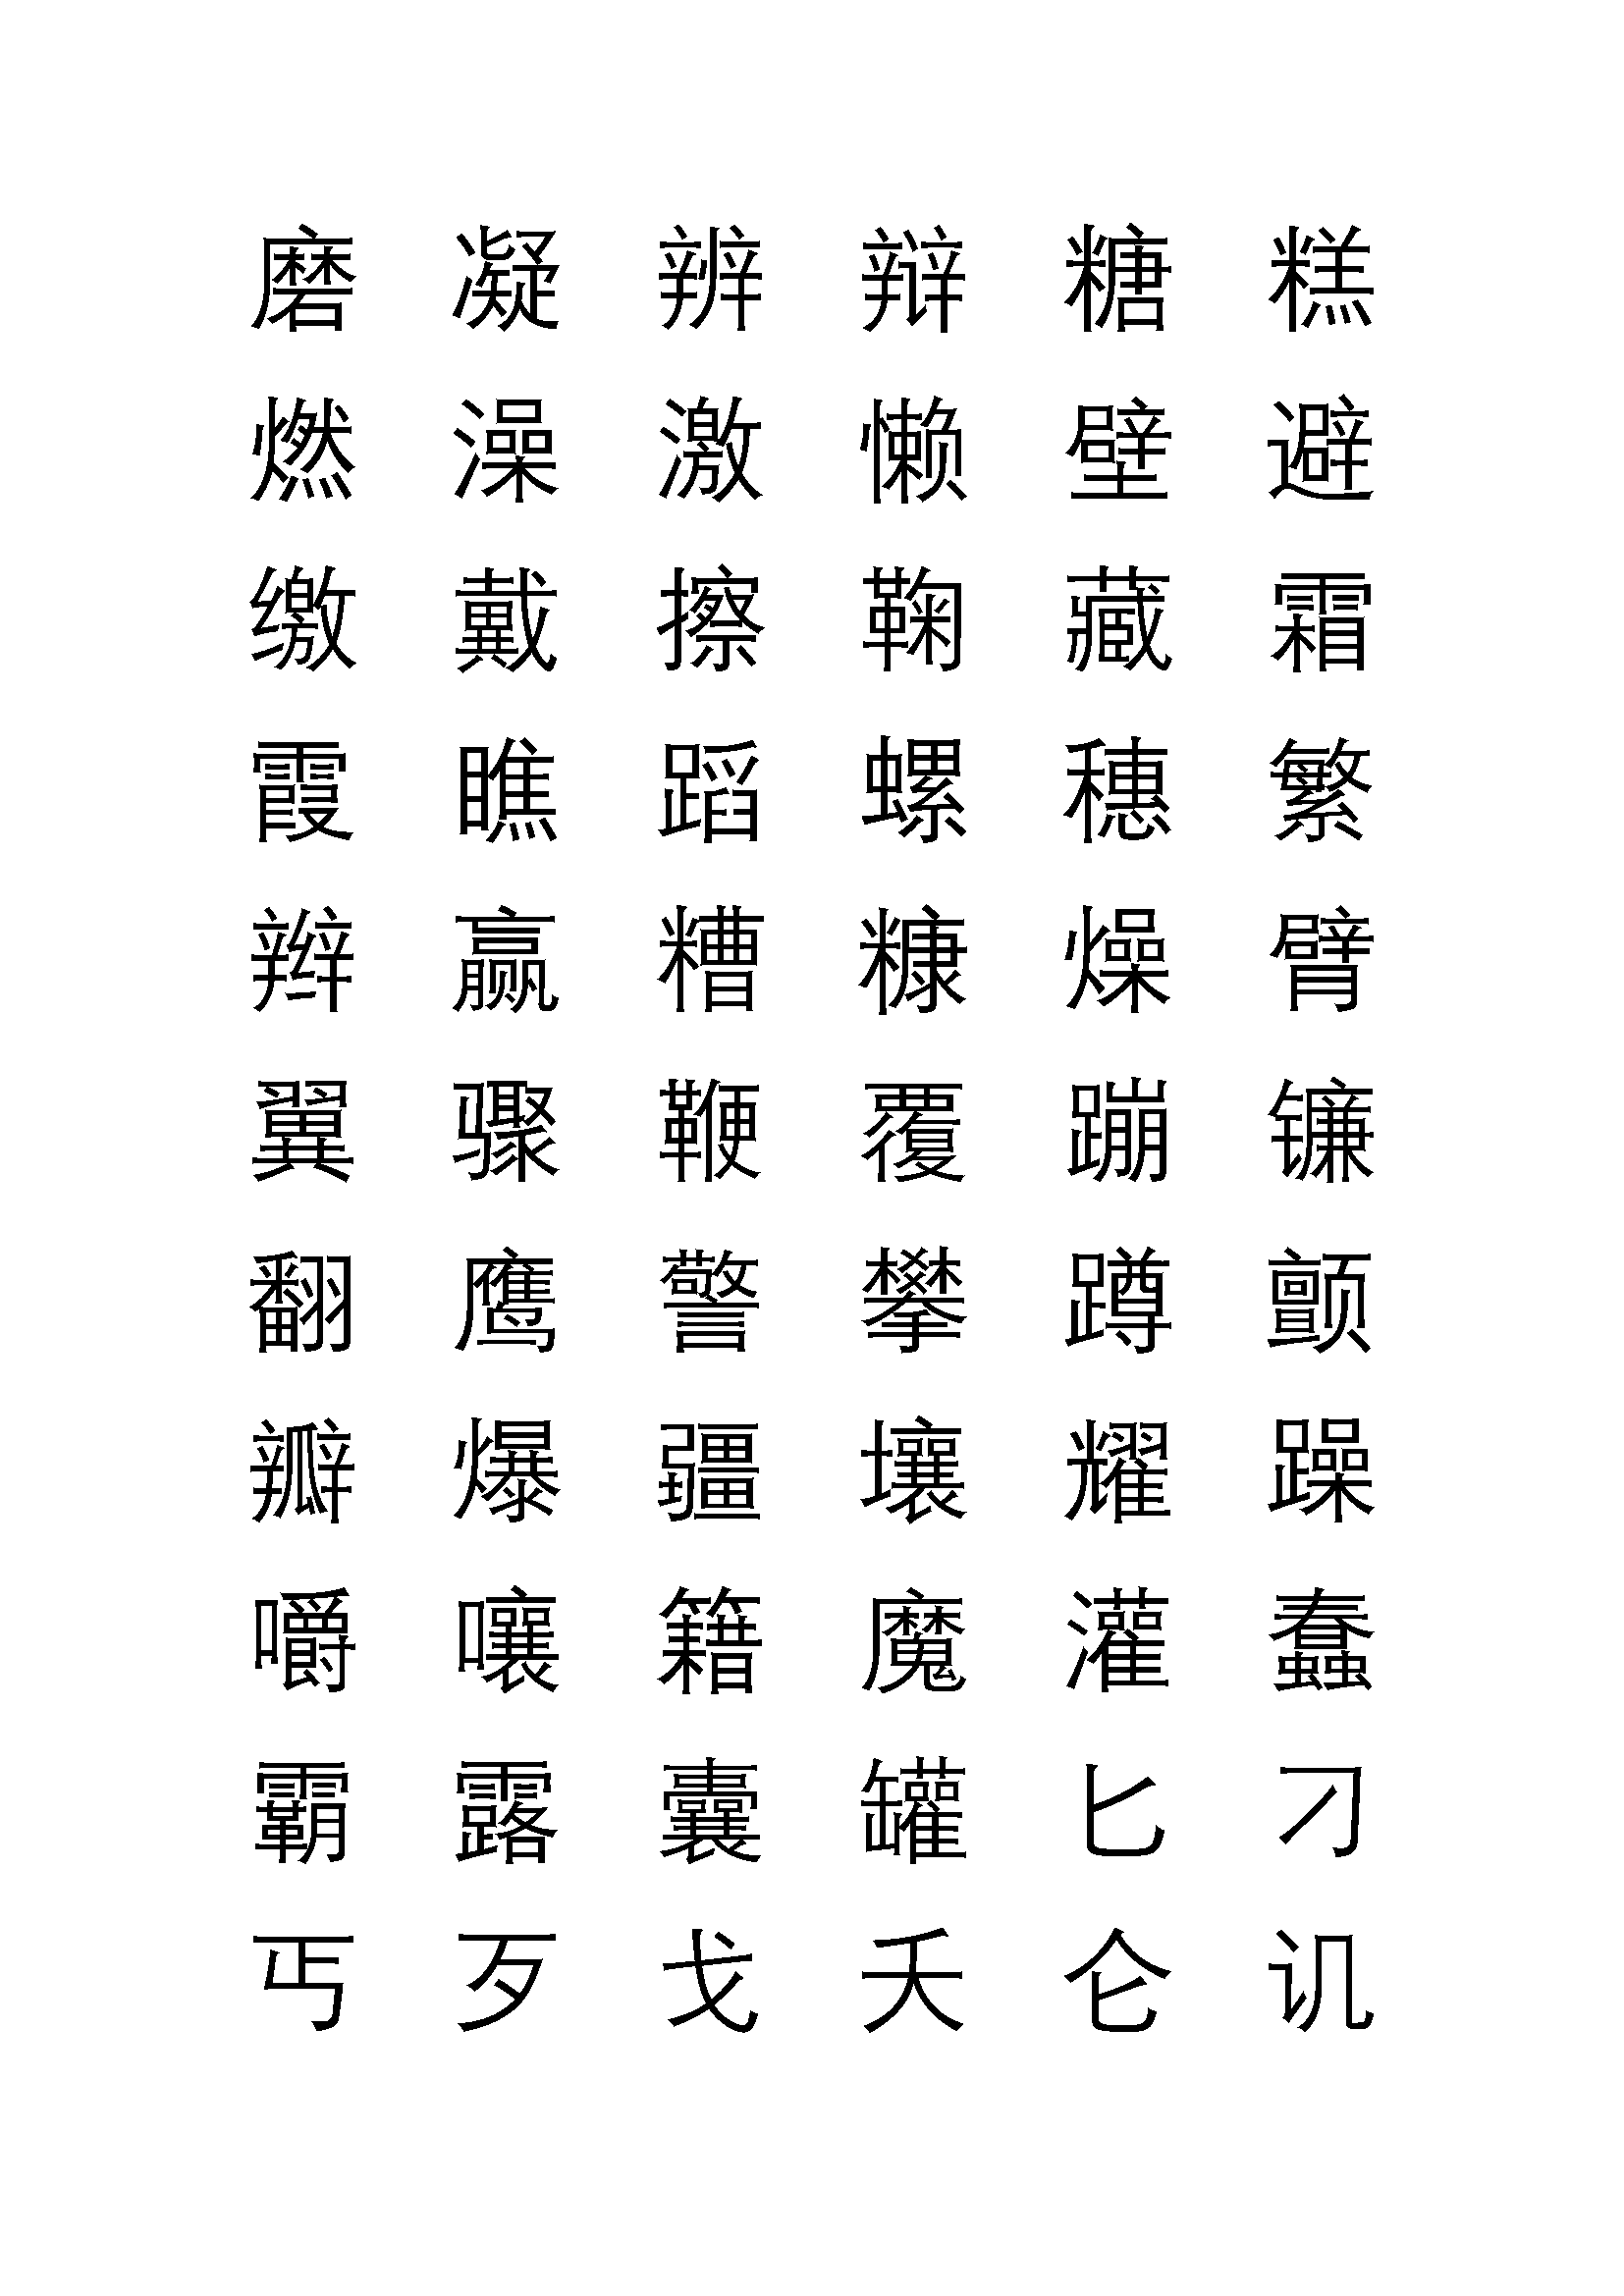 磨 凝 辨 辩 糖 糕
燃 澡 激 懒 壁 避
缴 戴 擦 鞠 藏 霜
霞 瞧 蹈 螺 穗 繁
辫 赢 糟 糠 燥 臂
翼 骤 鞭 覆 蹦 镰
翻 鹰 警 攀 蹲 颤
瓣 爆 疆 壤 耀 躁
嚼 嚷 籍 魔 灌 蠢
霸 露 囊 罐 匕 刁
丐 歹 戈 夭 仑 讥